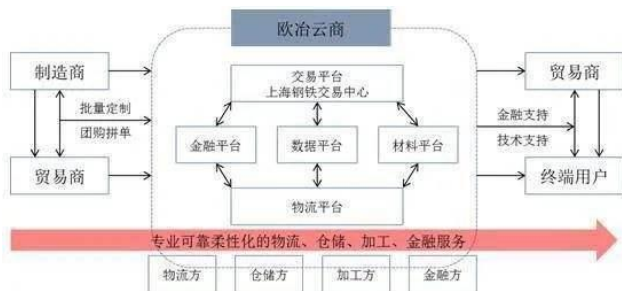 欧冶云商
制造商
批量定制
团购拼单
贸易商
交易平台
上海钢铁交易中心
金融平台
数据平台
材料平台
物流平台
贸易商
金融支持
技术支持
终端用户
专业可靠柔性化的物流、仓储、加工、金融服务
物流方
仓储方
加工方
金融方